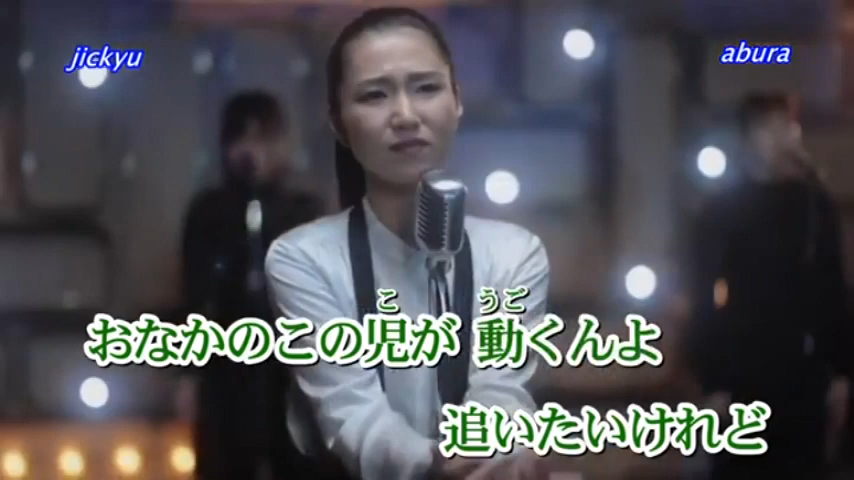 jickyu
abura
こ うご
おなかのこの児が 動くんよ
追いたいけれど